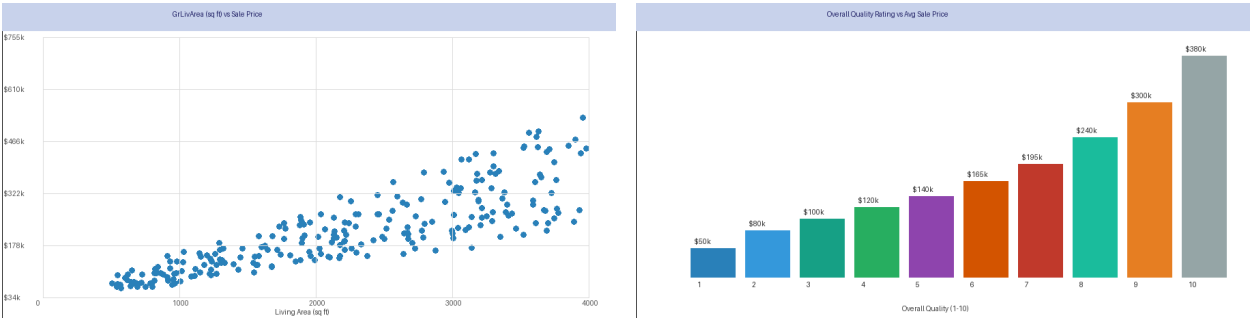 GrLivArea (sq ft) vs Sale Price
$755k
$610k
$466k
$322k
$178k
$34k
0
1000
2000
3000
4000
Living Area (sq ft)
Overall Quality Rating vs Avg Sale Price
$50k
$80k
$100k
$120k
$140k
$165k
$195k
$240k
$300k
$380k
1
2
3
4
5
6
7
8
9
10
Overall Quality (1-10)